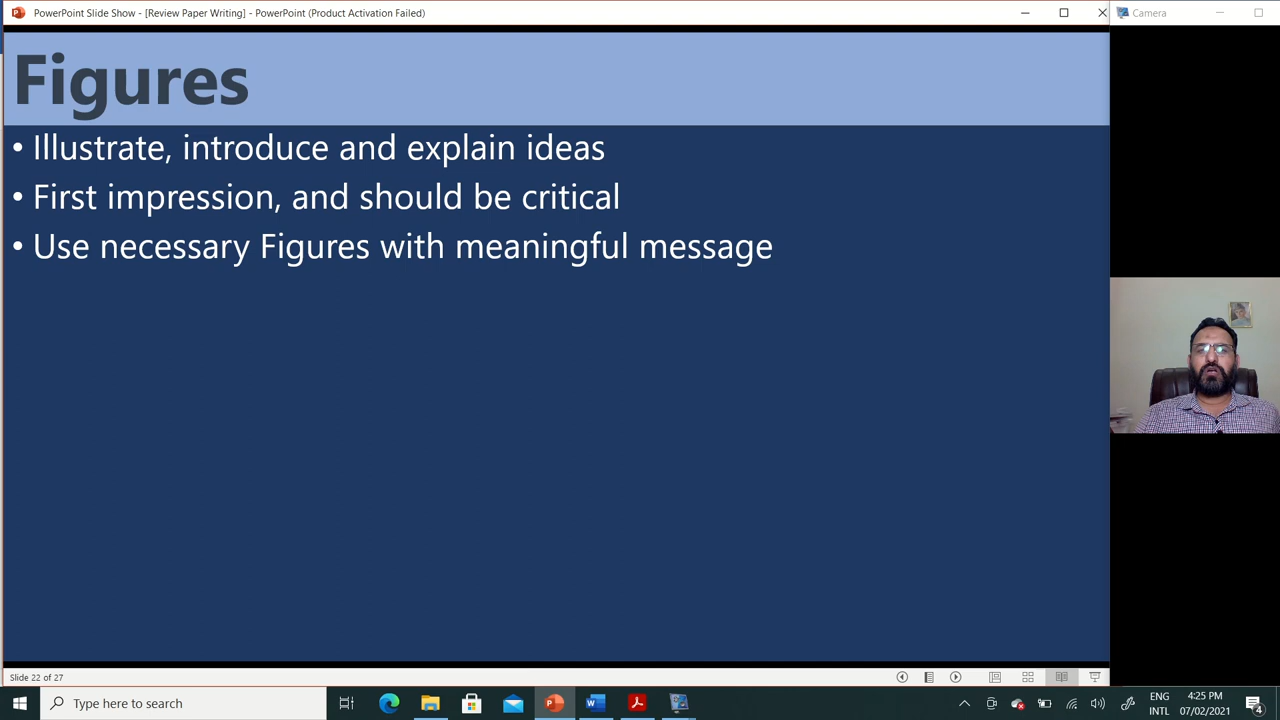 PowerPoint Slide Show - [Review Paper Writing] - PowerPoint (Product Activation Failed)
Camera
Figures
• Illustrate, introduce and explain ideas
• First impression, and should be critical
• Use necessary Figures with meaningful message
Slide 22 of 27
Type here to search
ENG
INTL
4:25 PM
07/02/2021
4